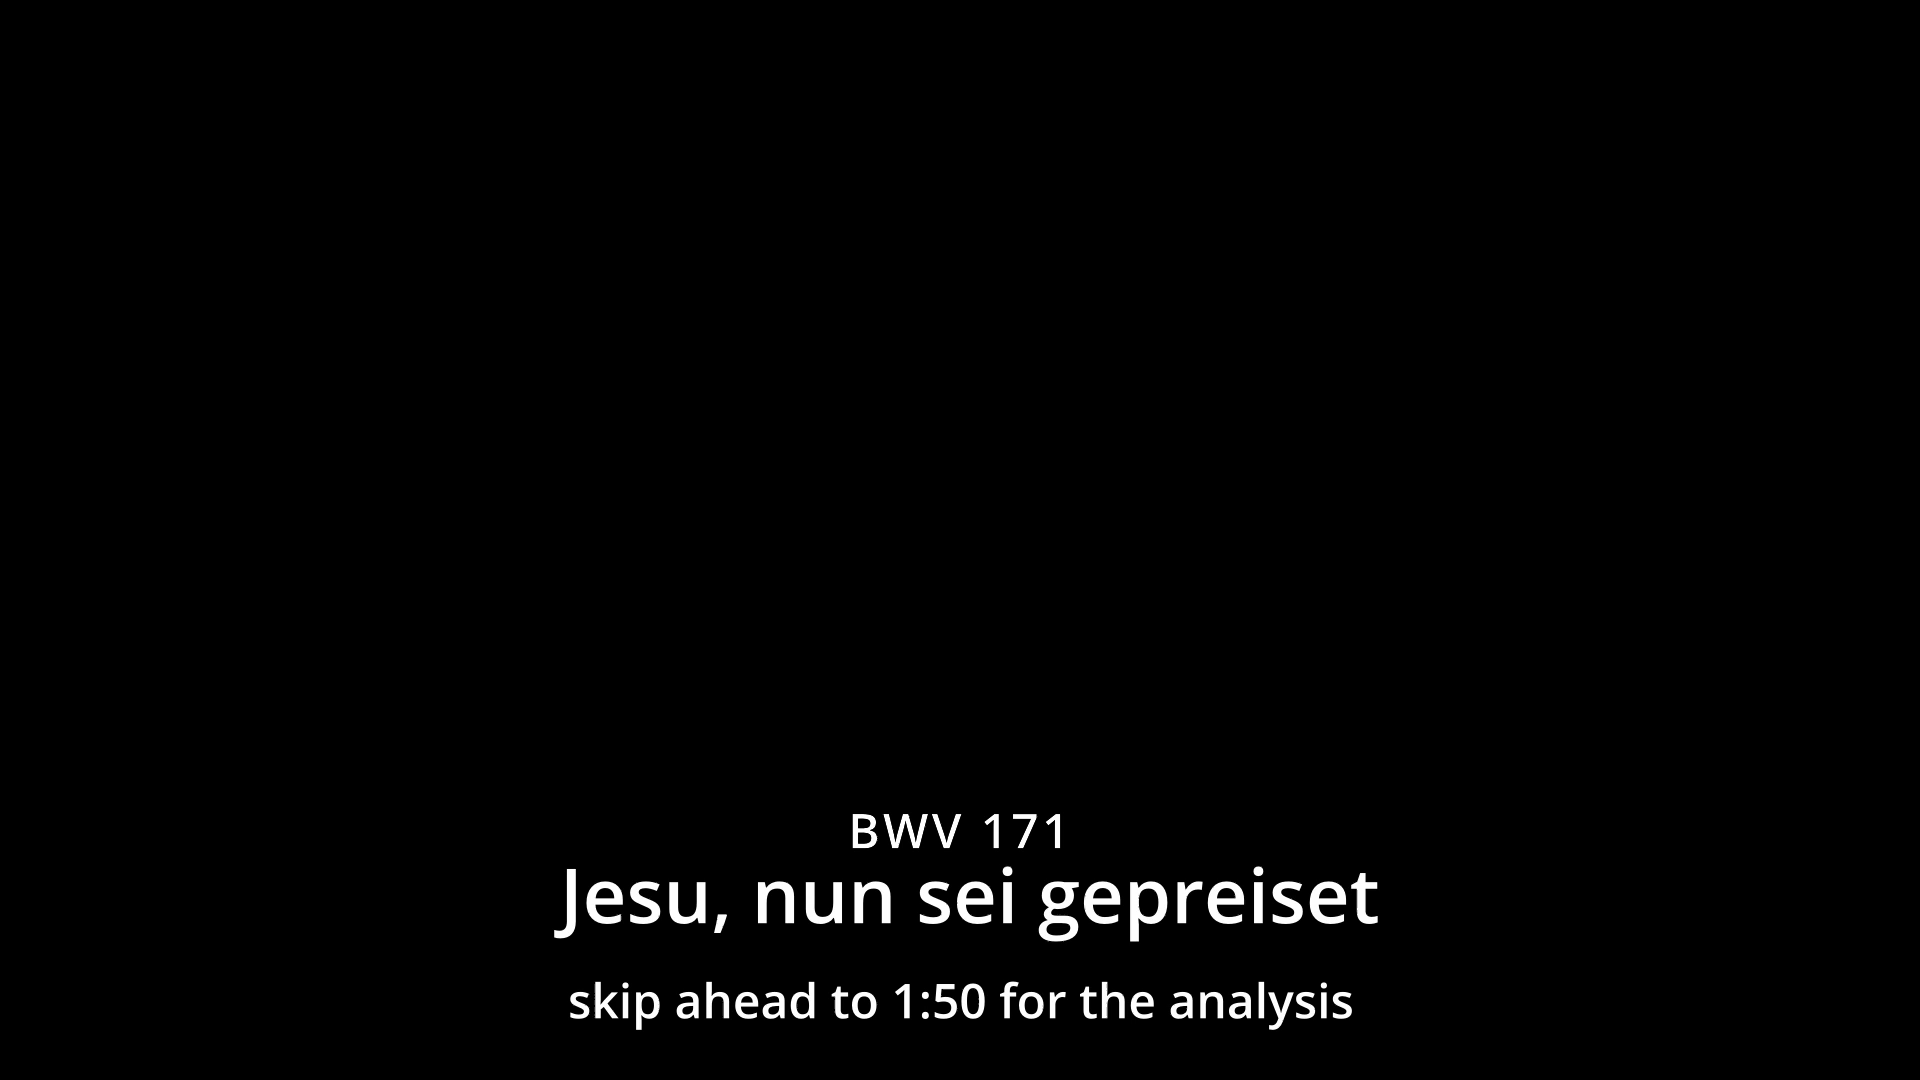 BWV 171
Jesu, nun sei gepreiset
skip ahead to 1:50 for the analysis